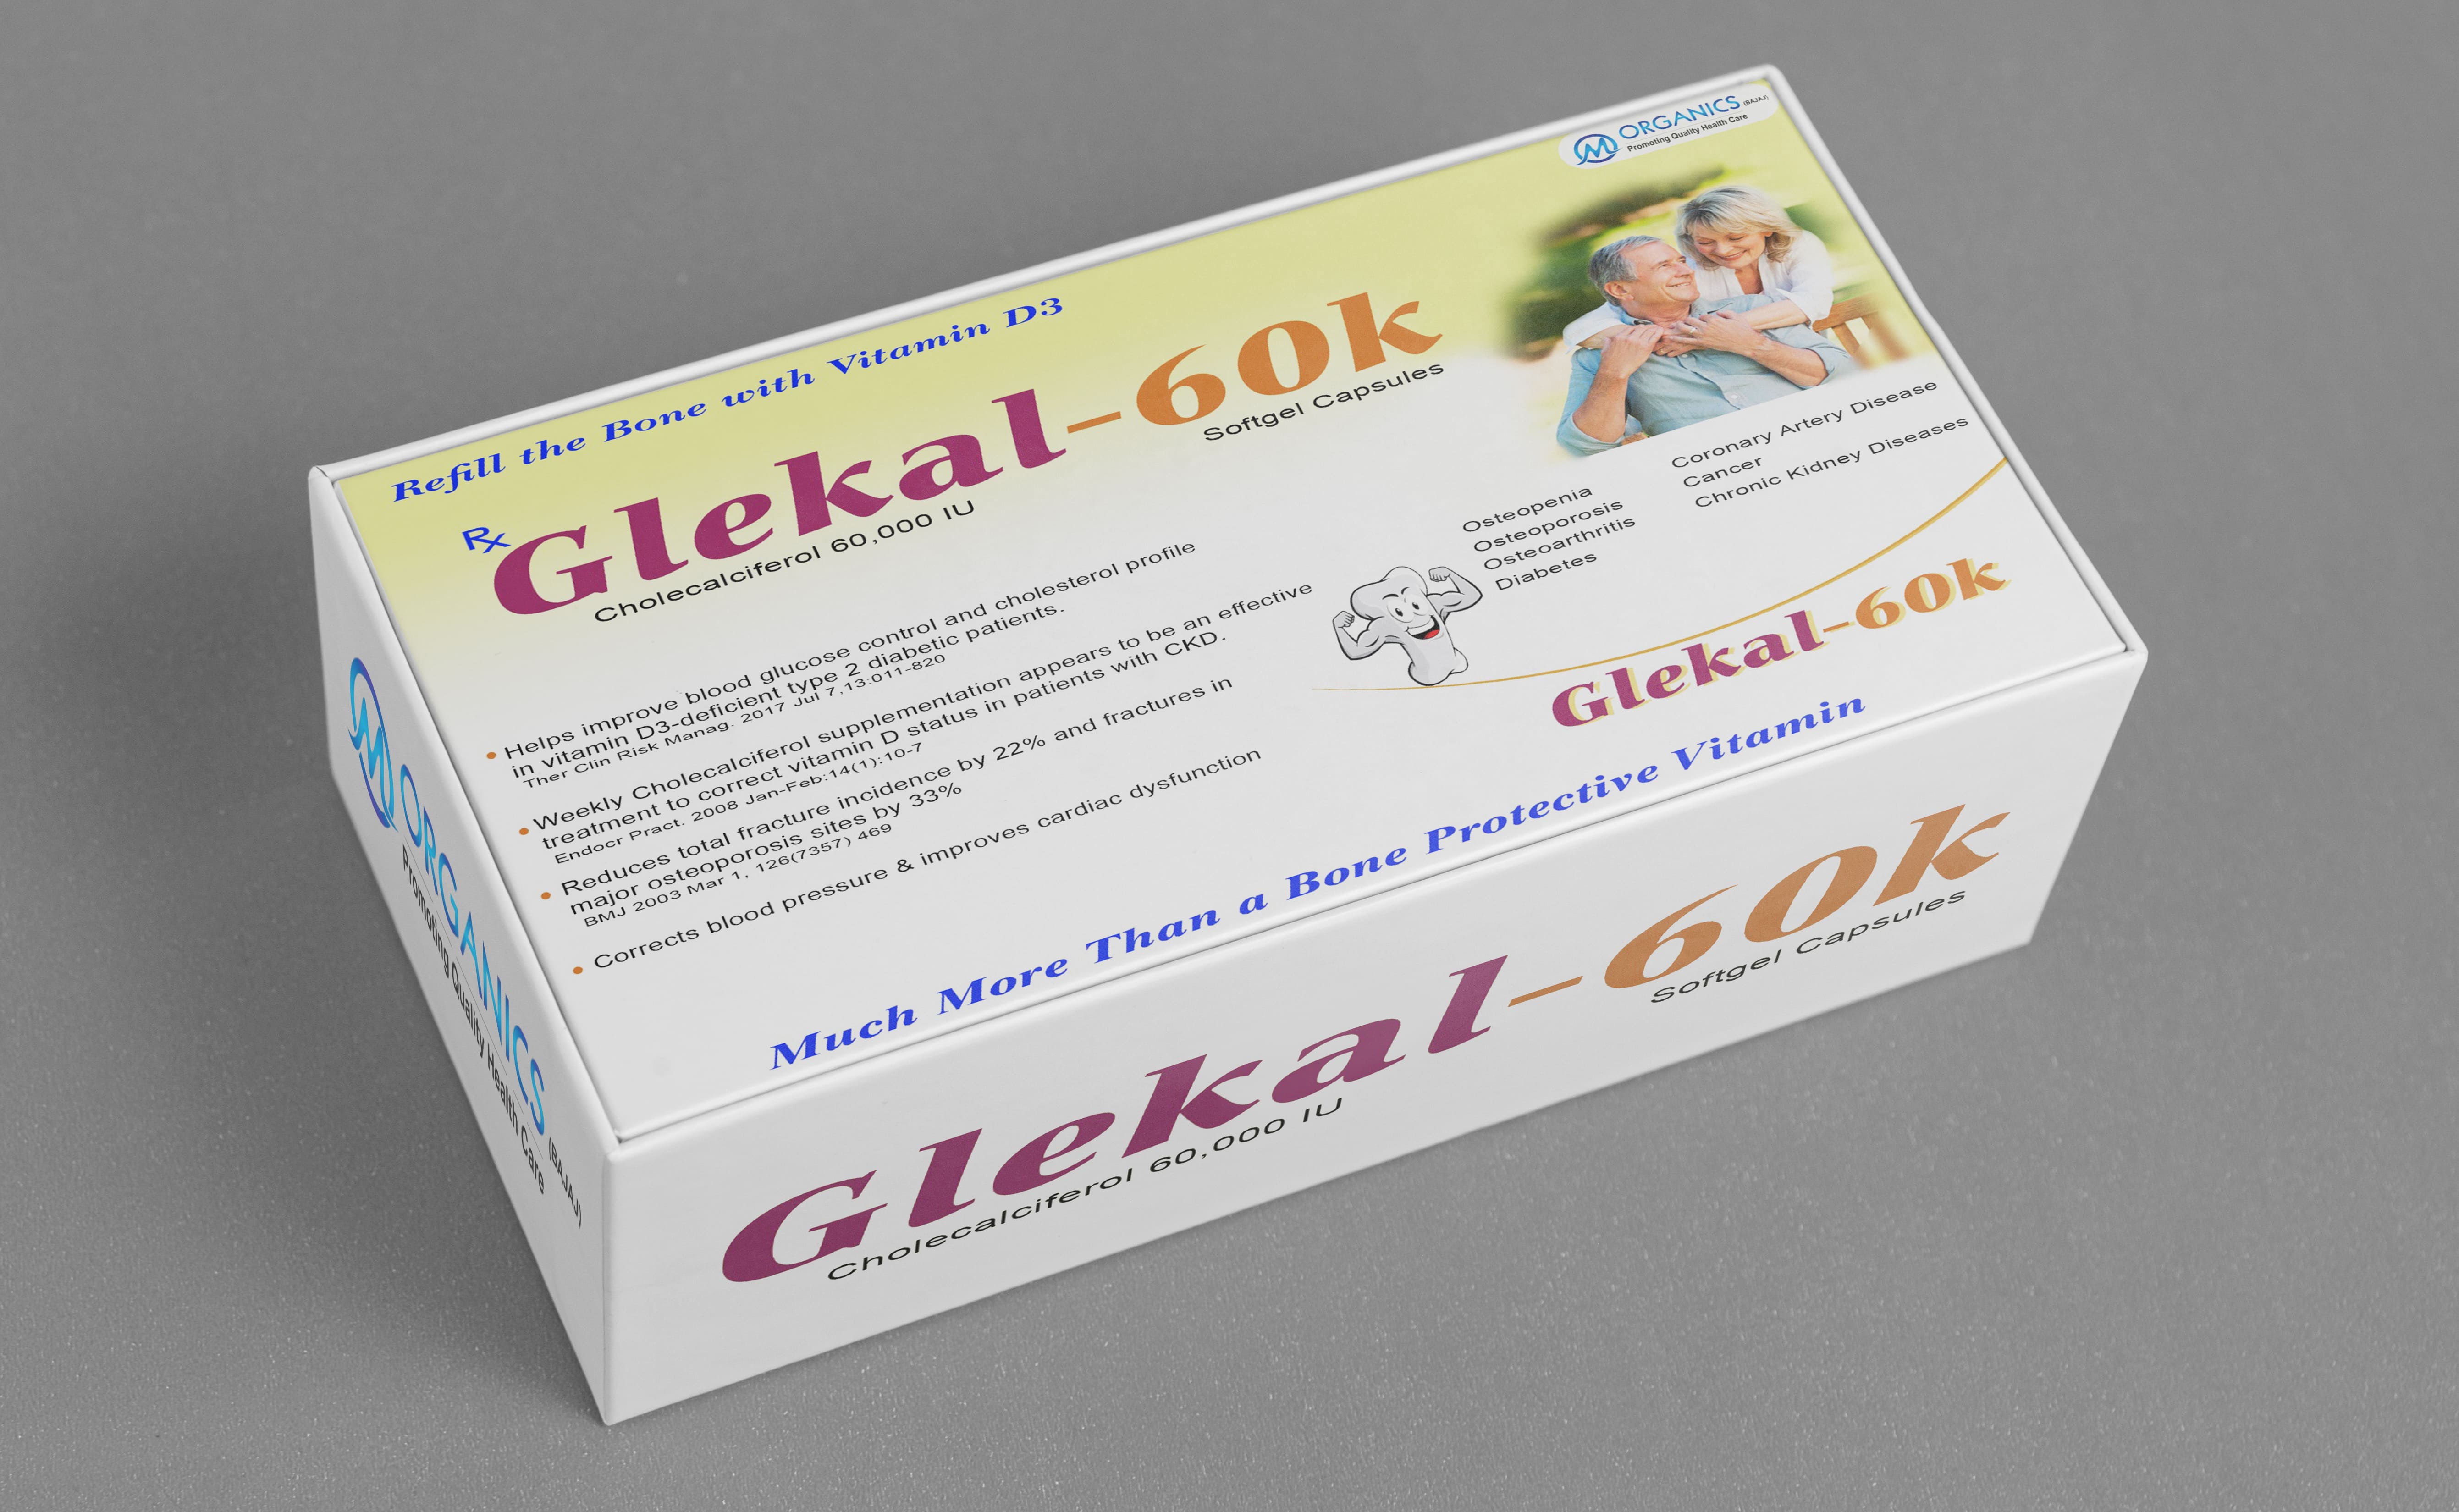 M ORGANICS (BAJAJ)
Promoting Quality Health Care
Refill the Bone with Vitamin D3
Rx
Glekal-60k
Softgel Capsules
Cholecalciferol 60,000 IU
• Helps improve blood glucose control and cholesterol profile
in vitamin D3-deficient type 2 diabetic patients.
Ther Clin Risk Manag. 2017 Jul 7,13:011-820
• Weekly Cholecalciferol supplementation appears to be an effective
treatment to correct vitamin D status in patients with CKD.
Endocr Pract. 2008 Jan-Feb:14(1):10-7
• Reduces total fracture incidence by 22% and fractures in
major osteoporosis sites by 33%
BMJ 2003 Mar 1, 126(7357) 469
• Corrects blood pressure & improves cardiac dysfunction
Osteopenia
Osteoporosis
Osteoarthritis
Diabetes
Coronary Artery Disease
Cancer
Chronic Kidney Diseases
Glekal-60k
Much More Than a Bone Protective Vitamin
Glekal-60k
Softgel Capsules
Cholecalciferol 60,000 IU
M ORGANICS (BAJAJ)
Promoting Quality Health Care